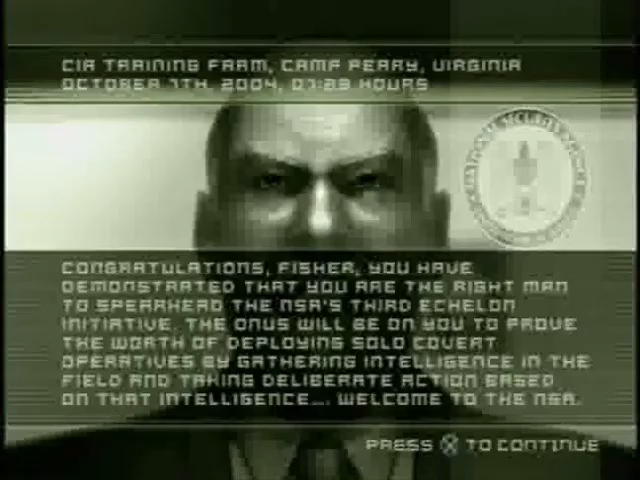 CIA TRAINING FARM, CAMP PEARY, VIRGINIA
OCTOBER 7TH, 2004, 07:23 HOURS
CONGRATULATIONS, FISHER, YOU HAVE
DEMONSTRATED THAT YOU ARE THE RIGHT MAN
TO SPEARHEAD THE NSA'S THIRD ECHELON
INITIATIVE. THE ONUS WILL BE ON YOU TO PROVE
THE WORTH OF DEPLOYING SOLO COVERT
OPERATIVES BY GATHERING INTELLIGENCE IN THE
FIELD AND TAKING DELIBERATE ACTION BASED
ON THAT INTELLIGENCE... WELCOME TO THE NSA.
PRESS X TO CONTINUE